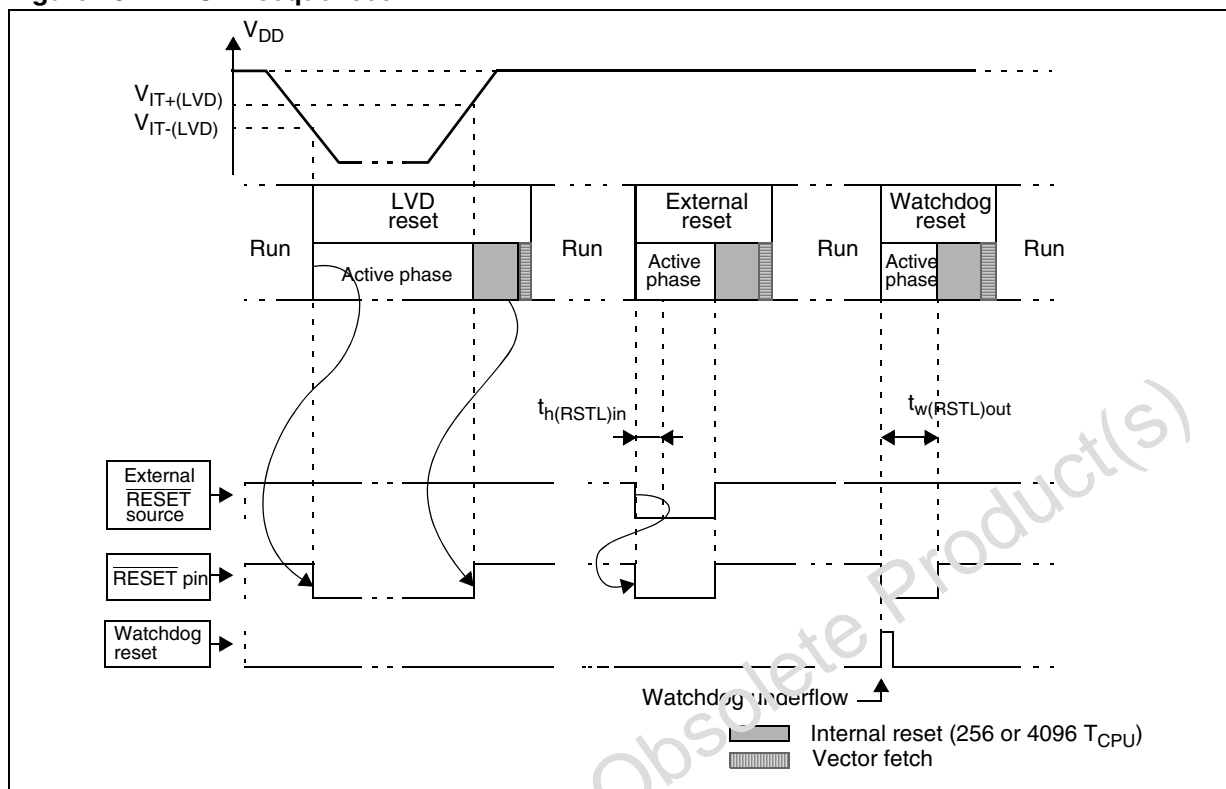 V_DD
V_IT+(LVD)
V_IT-(LVD)
LVD
reset
External
reset
Watchdog
reset
Run
Active phase
Run
Active
phase
Run
Active
phase
Run
t_h(RSTL)in
t_w(RSTL)out
External
RESET
source
RESET pin
Watchdog
reset
Watchdog underflow
Internal reset (256 or 4096 T_CPU)
Vector fetch
Obsolete Product(s)